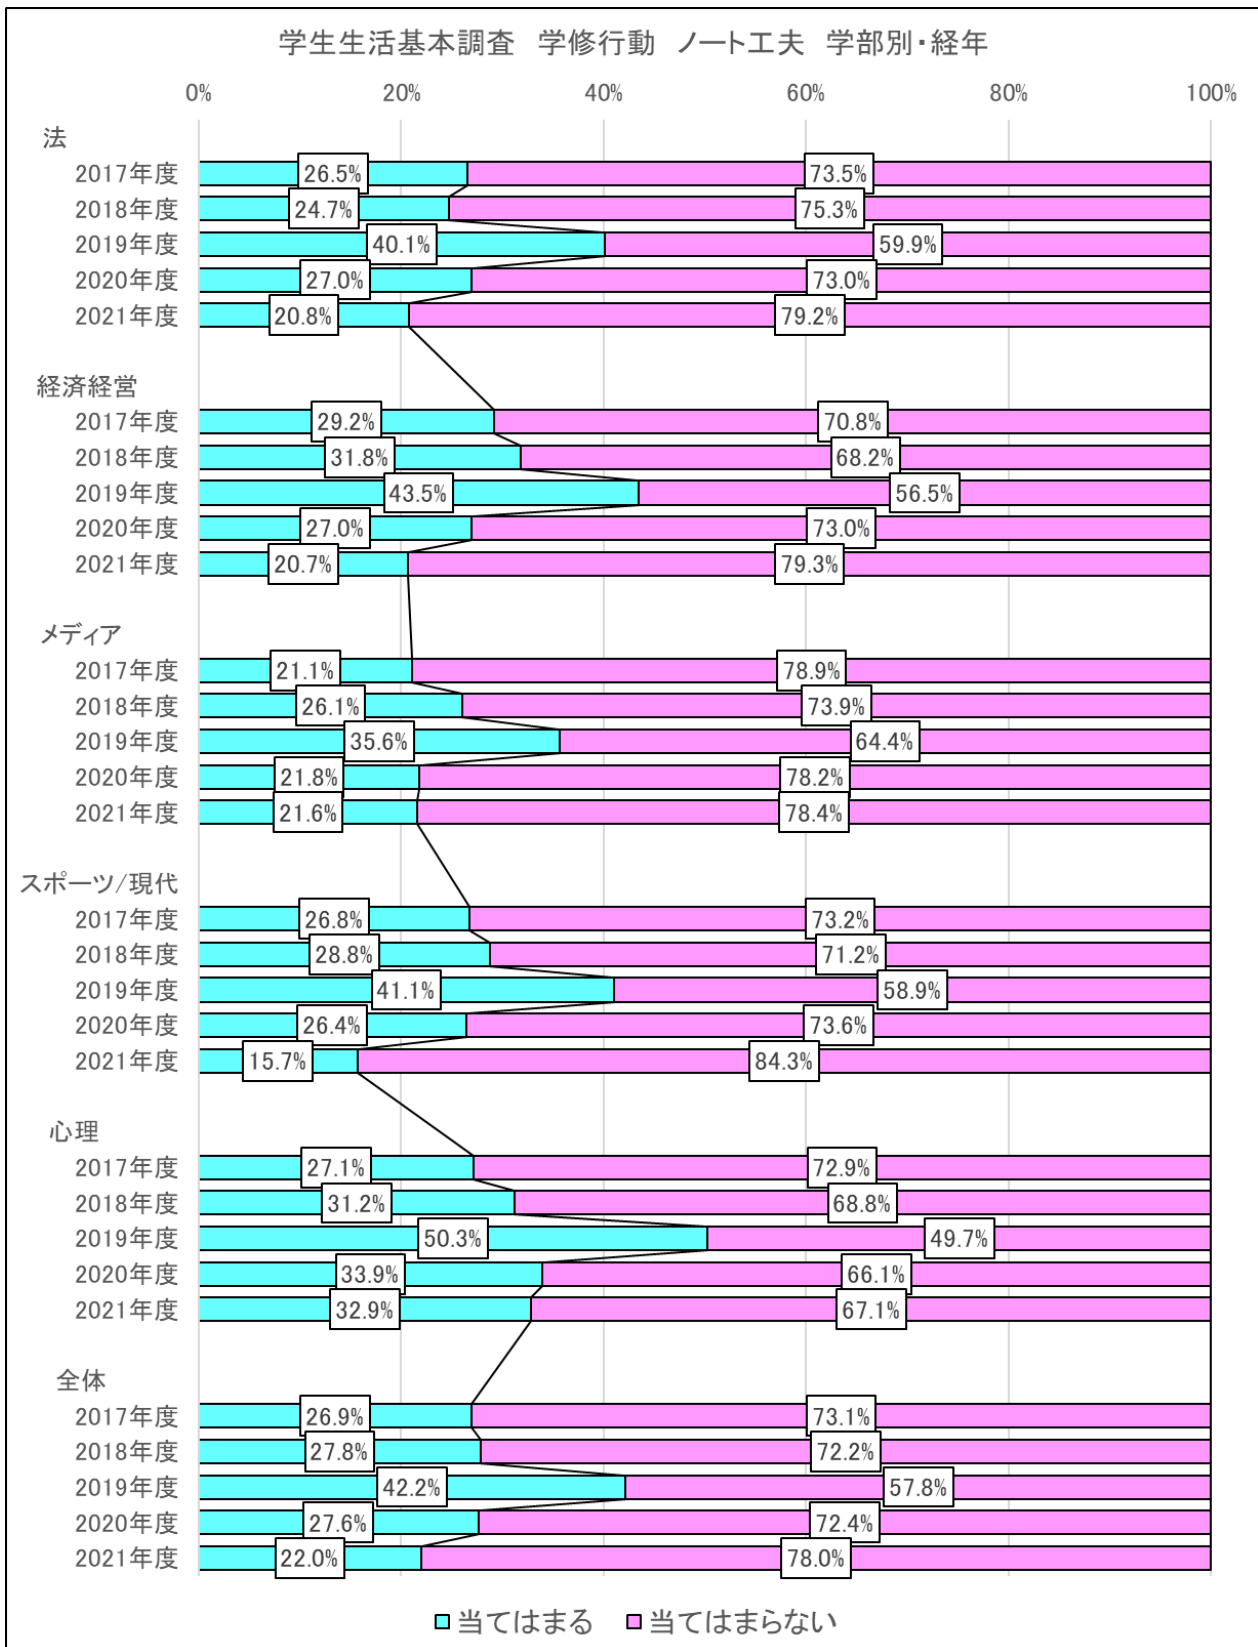 学生生活基本調査　学修行動　ノート工夫　学部別・経年
0% 20% 40% 60% 80% 100%
法
2017年度 26.5% 73.5%
2018年度 24.7% 75.3%
2019年度 40.1% 59.9%
2020年度 27.0% 73.0%
2021年度 20.8% 79.2%
経済経営
2017年度 29.2% 70.8%
2018年度 31.8% 68.2%
2019年度 43.5% 56.5%
2020年度 27.0% 73.0%
2021年度 20.7% 79.3%
メディア
2017年度 21.1% 78.9%
2018年度 26.1% 73.9%
2019年度 35.6% 64.4%
2020年度 21.8% 78.2%
2021年度 21.6% 78.4%
スポーツ/現代
2017年度 26.8% 73.2%
2018年度 28.8% 71.2%
2019年度 41.1% 58.9%
2020年度 26.4% 73.6%
2021年度 15.7% 84.3%
心理
2017年度 27.1% 72.9%
2018年度 31.2% 68.8%
2019年度 50.3% 49.7%
2020年度 33.9% 66.1%
2021年度 32.9% 67.1%
全体
2017年度 26.9% 73.1%
2018年度 27.8% 72.2%
2019年度 42.2% 57.8%
2020年度 27.6% 72.4%
2021年度 22.0% 78.0%
当てはまる 当てはまらない